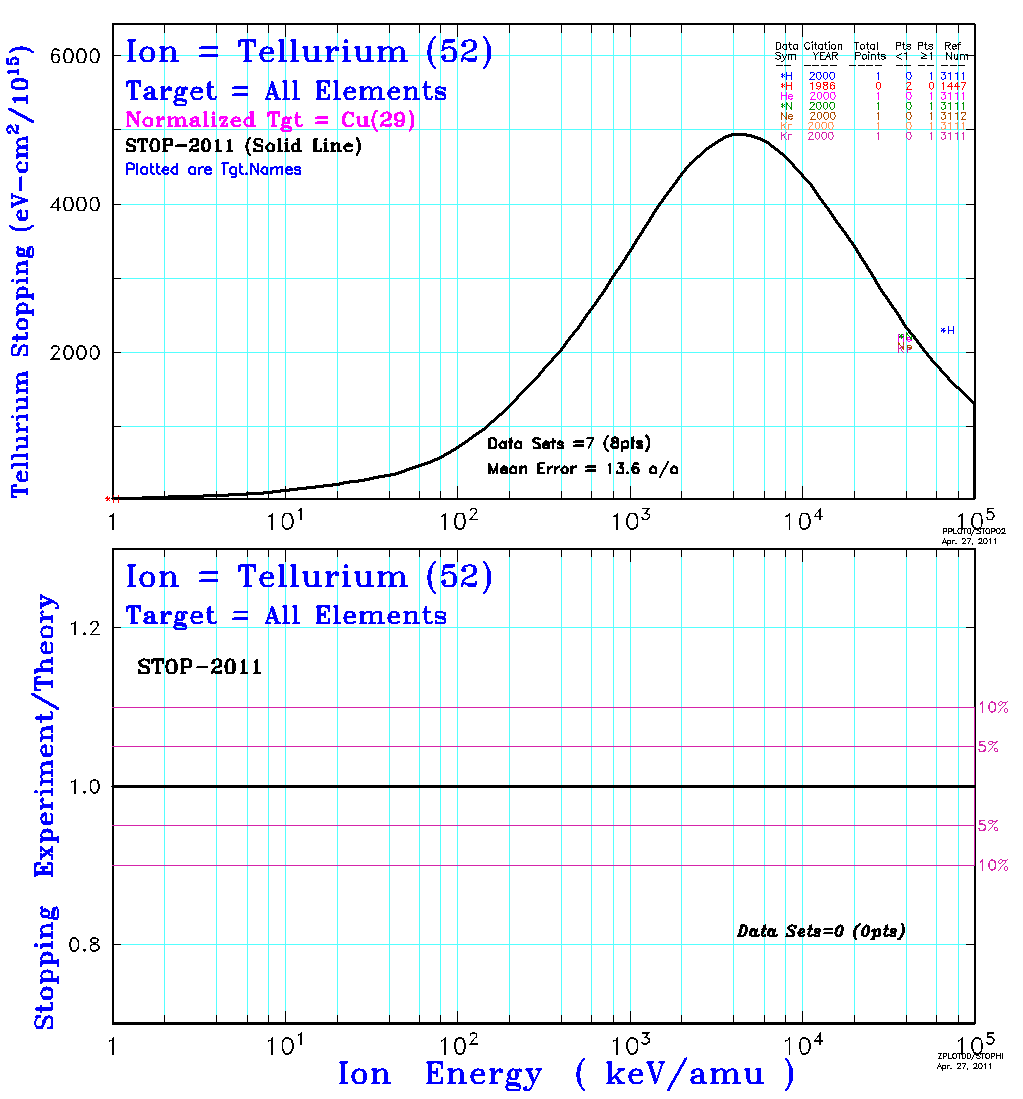 Ion = Tellurium (52)
Target = All Elements
Normalized Tgt = Cu(29)
STOP-2011 (Solid Line)
Plotted are Tgt.Names
Data Citation Total Pts Pts Ref
Sym YEAR Points <1 ≥1 Num
*H 2000 1 0 1 3111
*H 1986 0 2 0 1447
He 2000 1 0 1 3111
*N 2000 1 0 1 3111
Ne 2000 1 0 1 3112
Kr 2000 1 0 1 3111
Kr 2000 1 0 1 3111
Tellurium Stopping (eV-cm²/10¹⁵)
6000
4000
2000
*H
*H
Data Sets =7 (8pts)
Mean Error = 13.6 o/o
1 10¹ 10² 10³ 10⁴ 10⁵
Apr. 27, 2011
Ion = Tellurium (52)
Target = All Elements
STOP-2011
Stopping Experiment/Theory
1.2
1.0
0.8
10%
5%
5%
10%
Data Sets=0 (0pts)
1 10¹ 10² 10³ 10⁴ 10⁵
Ion Energy ( keV/amu )
Apr. 27, 2011